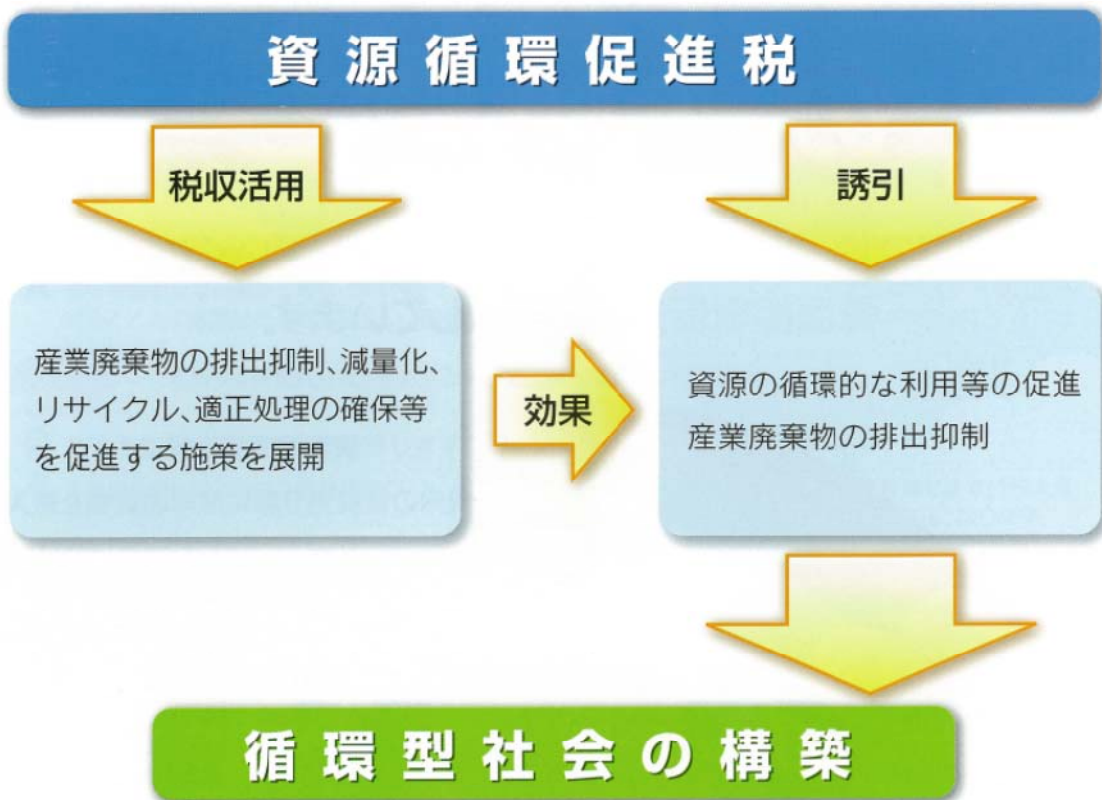 資源循環促進税
税収活用
誘引
産業廃棄物の排出抑制、減量化、
リサイクル、適正処理の確保等
を促進する施策を展開
効果
資源の循環的な利用等の促進
産業廃棄物の排出抑制
循環型社会の構築